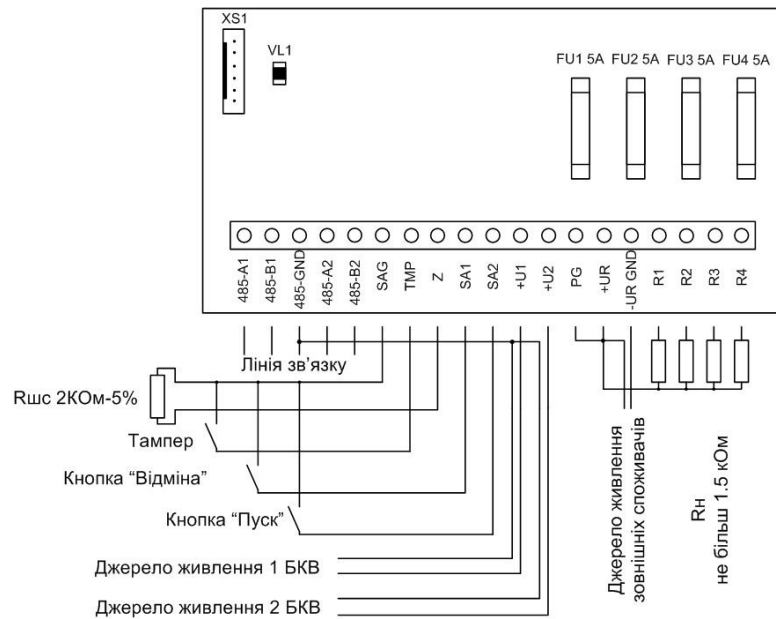 XS1
VL1
FU1 5A FU2 5A FU3 5A FU4 5A
485-A1
485-B1
485-GND
485-A2
485-B2
SAG
TMP
Z
SA1
SA2
+U1
+U2
PG
+UR
-UR GND
R1
R2
R3
R4
Лінія зв’язку
Rшс 2КОм-5%
Тампер
Кнопка “Відміна”
Кнопка “Пуск”
Джерело живлення 1 БКВ
Джерело живлення 2 БКВ
Джерело живлення
зовнішніх споживачів
Rн
не більш 1.5 кОм